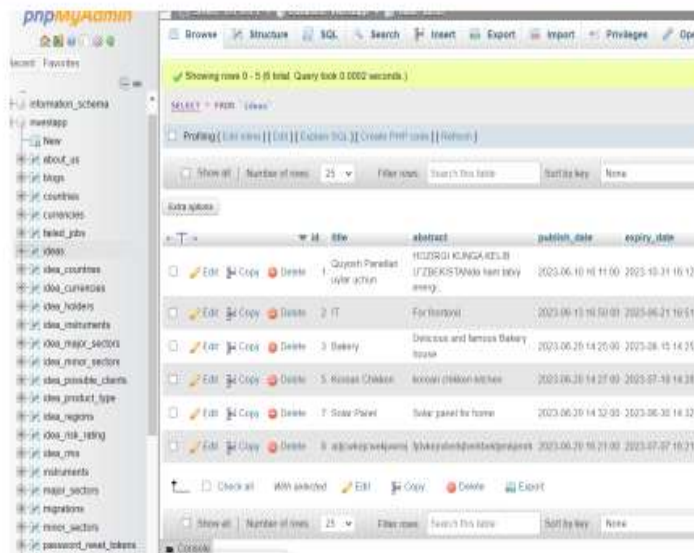 phpMyAdmin
Recent Favorites
information_schema
investapp
New
about_us
blogs
countries
currencies
failed_jobs
ideas
idea_countries
idea_currencies
idea_holders
idea_instruments
idea_major_sectors
idea_minor_sectors
idea_possible_clients
idea_product_type
idea_regions
idea_risk_rating
idea_rms
instruments
major_sectors
migrations
minor_sectors
password_reset_tokens
Browse Structure SQL Search Insert Export Import Privileges Ope
Showing rows 0 - 5 (6 total, Query took 0.0002 seconds.)
SELECT * FROM `ideas`
Profiling [ Edit inline ] [ Edit ] [ Explain SQL ] [ Create PHP code ] [ Refresh ]
Show all Number of rows: 25 Filter rows: Search this table Sort by key: None
Extra options
id title abstract publish_date expiry_date
Edit Copy Delete 1 Quyosh Panellari uylar uchun HOZIRGI KUNGA KELIB
Edit Copy Delete 2 IT
Edit Copy Delete 3 Bakery Delicious and famous Bakery house
Edit Copy Delete 5 Korean Chikken korean chikken kitchen
Edit Copy Delete 7 Solar Panel Solar panel for home
Edit Copy Delete
Check all With selected: Edit Copy Delete Export
Show all Number of rows: 25 Filter rows: Search this table Sort by key: None
Console